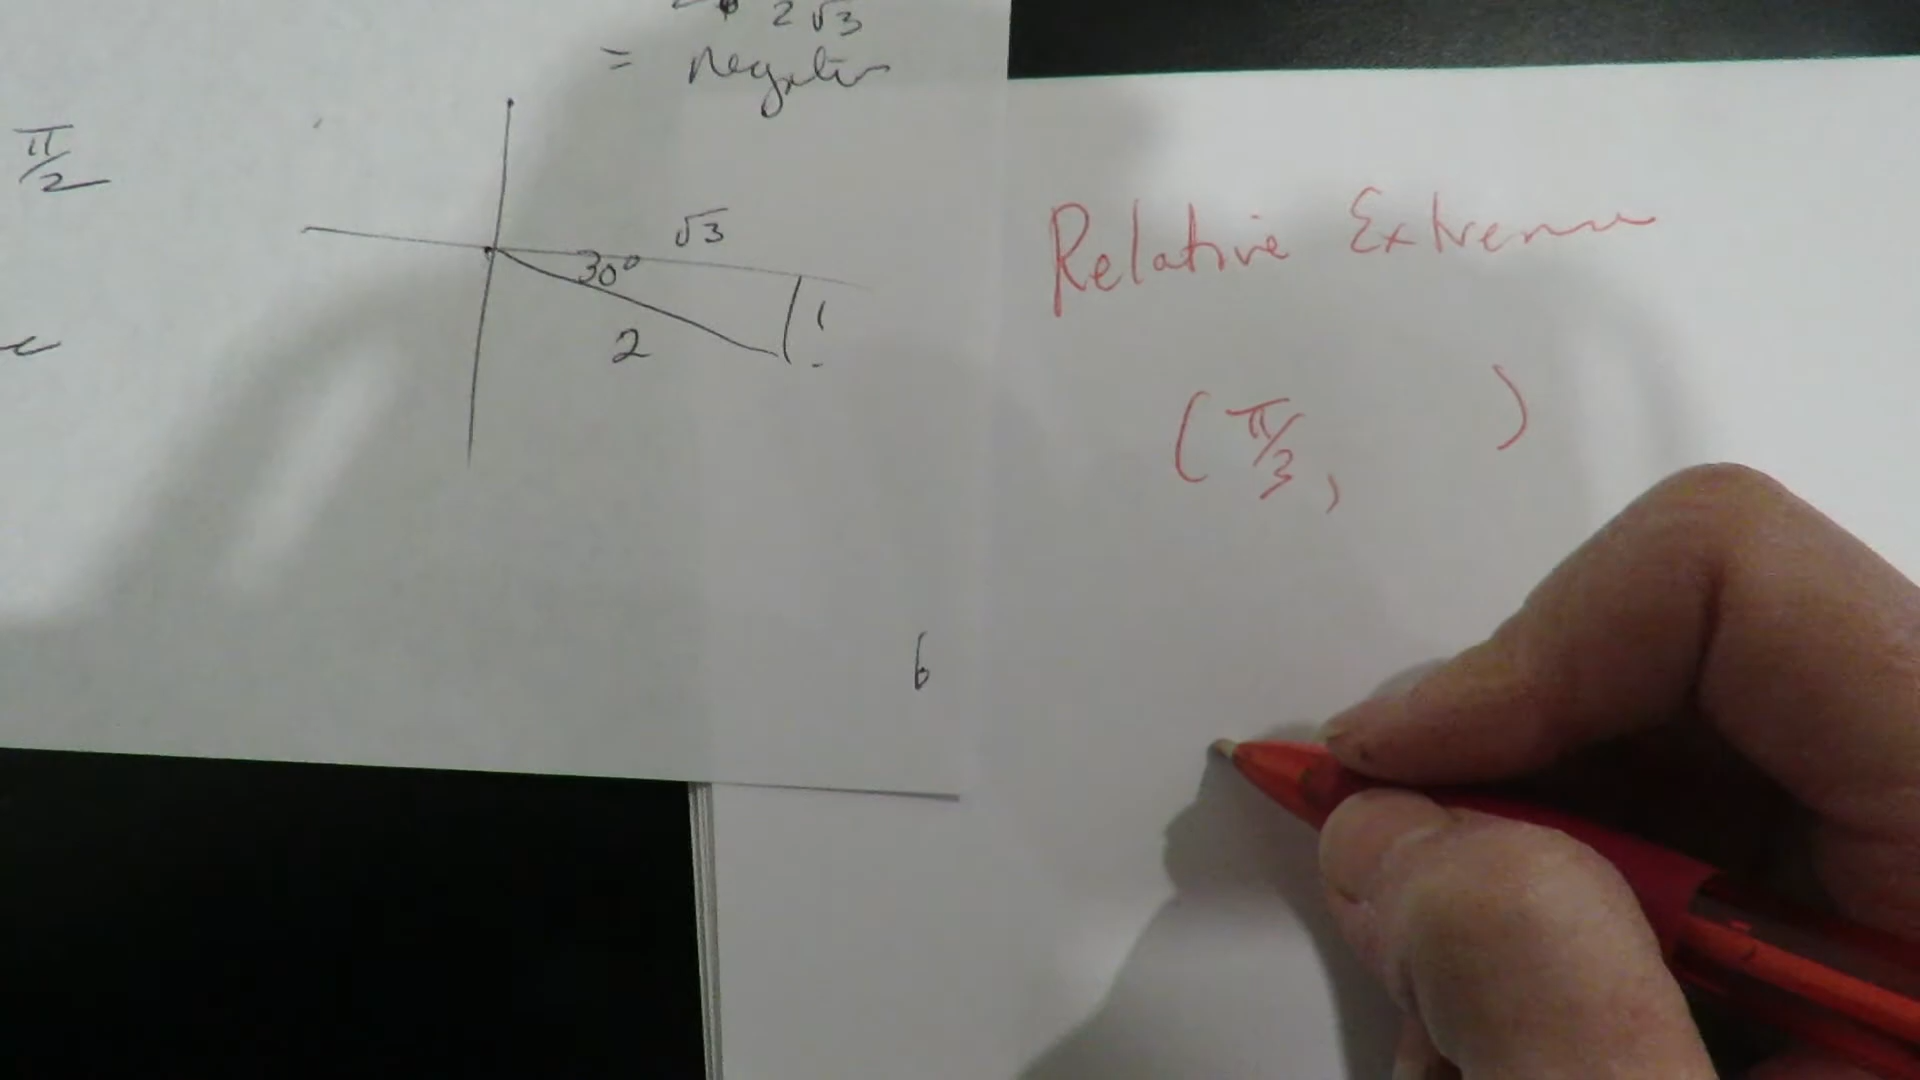 2√3
= Negative
π/2
√3
30°
1
2
6
Relative Extrema
(π/3, )